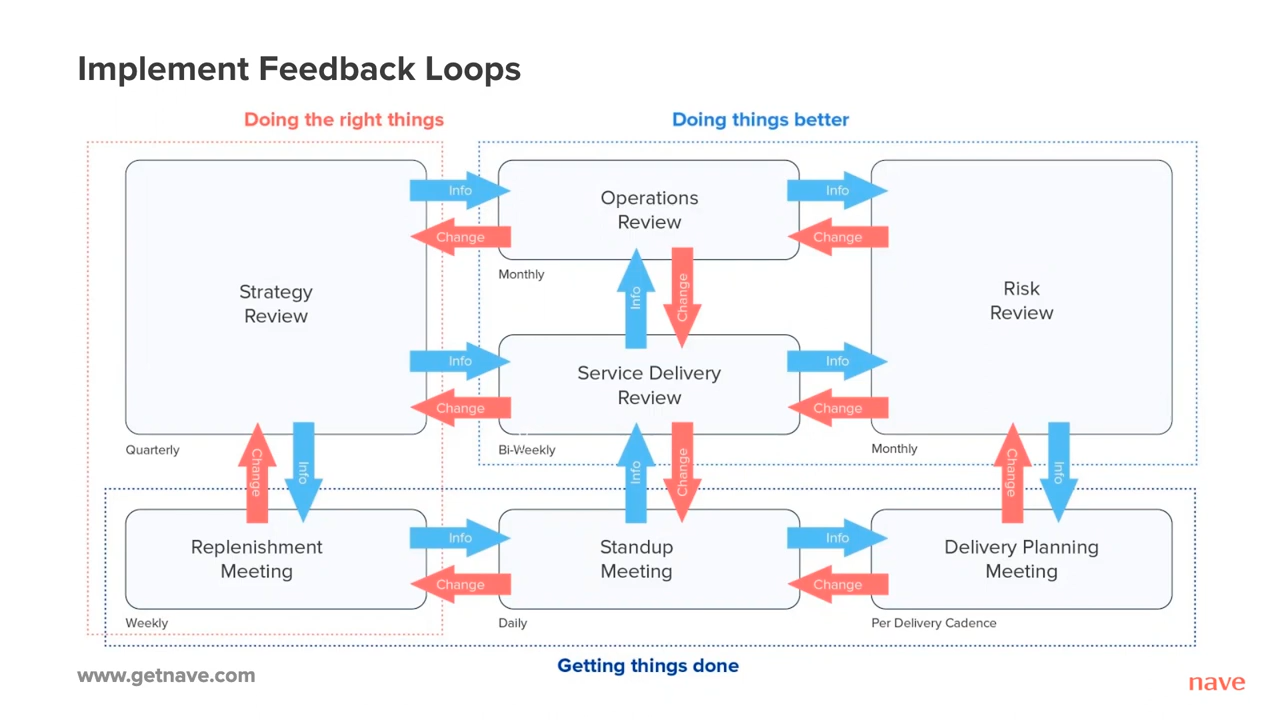 Implement Feedback Loops
Doing the right things
Doing things better
Info
Operations
Review
Info
Change
Change
Monthly
Strategy
Review
Info
Change
Risk
Review
Info
Service Delivery
Review
Info
Change
Change
Quarterly
Bi-Weekly
Monthly
Change
Info
Info
Change
Change
Info
Replenishment
Meeting
Info
Change
Standup
Meeting
Info
Change
Delivery Planning
Meeting
Weekly
Daily
Per Delivery Cadence
Getting things done
www.getnave.com
nave